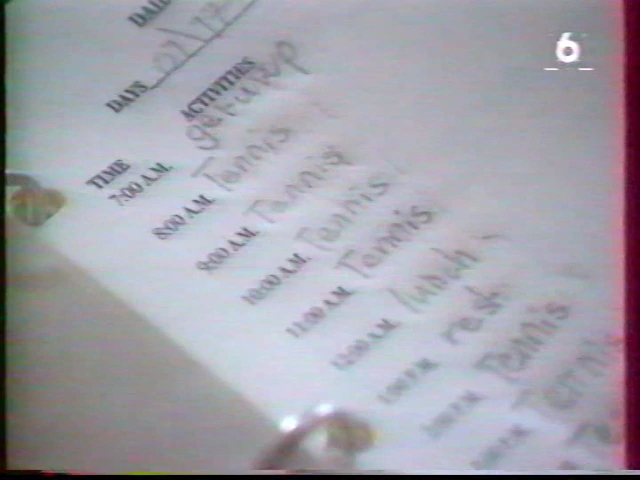 6
DAYS
TIME ACTIVITIES
7:00 A.M. get up
8:00 A.M. Tennis
9:00 A.M. Tennis
10:00 A.M. Tennis
11:00 A.M. Tennis
12:00 A.M. lunch
1:00 P.M. rest
2:00 P.M. Tennis
3:00 P.M. Tennis